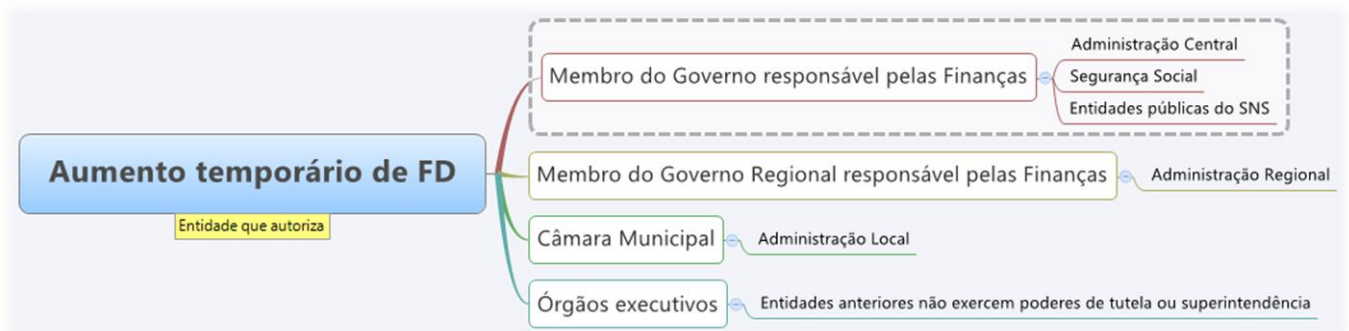 Aumento temporário de FD
Entidade que autoriza
Membro do Governo responsável pelas Finanças
Administração Central
Segurança Social
Entidades públicas do SNS
Membro do Governo Regional responsável pelas Finanças
Administração Regional
Câmara Municipal
Administração Local
Órgãos executivos
Entidades anteriores não exercem poderes de tutela ou superintendência